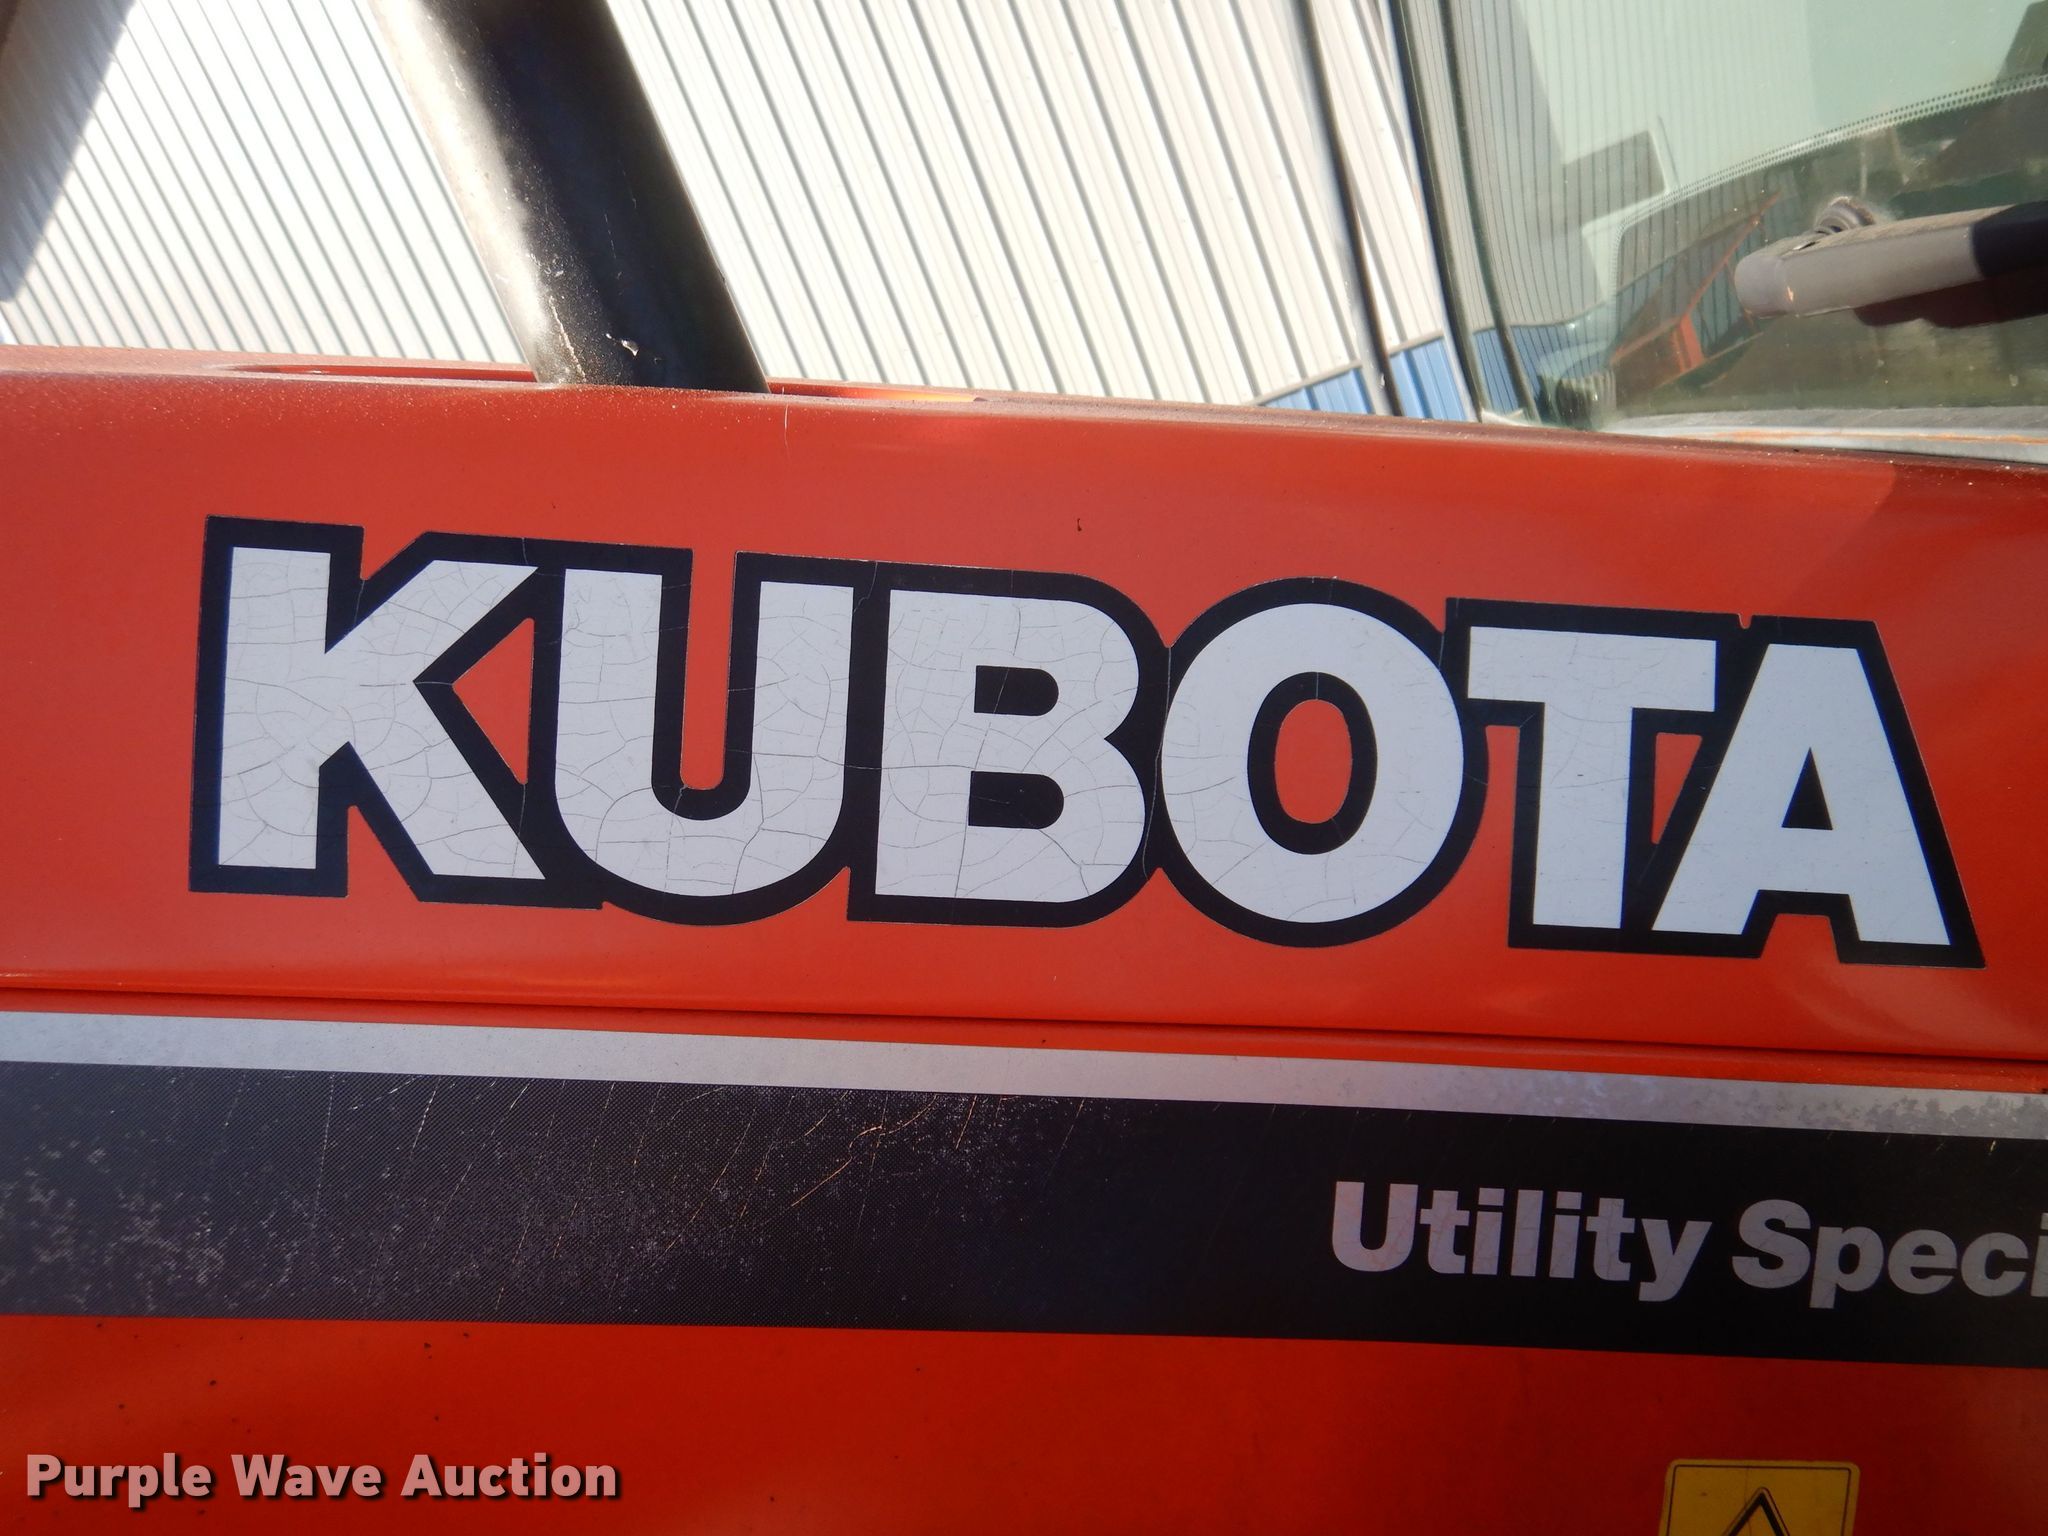 KUBOTA
Utility Speci
Purple Wave Auction